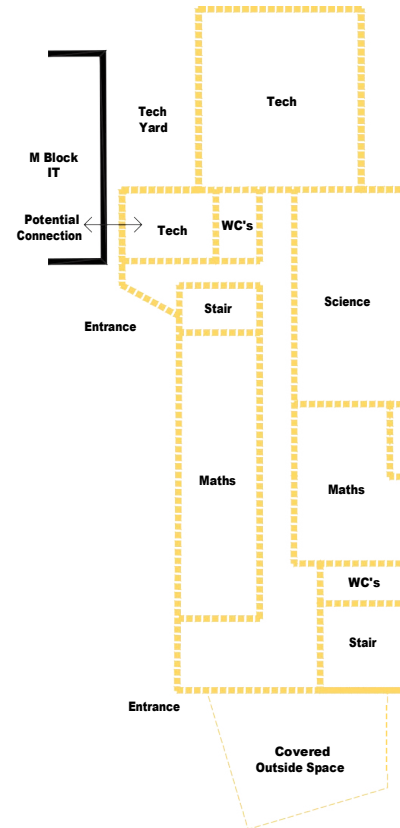 Tech
Tech
Yard
M Block
IT
Potential
Connection
Tech
WC's
Science
Stair
Entrance
Maths
Maths
WC's
Stair
Entrance
Covered
Outside Space